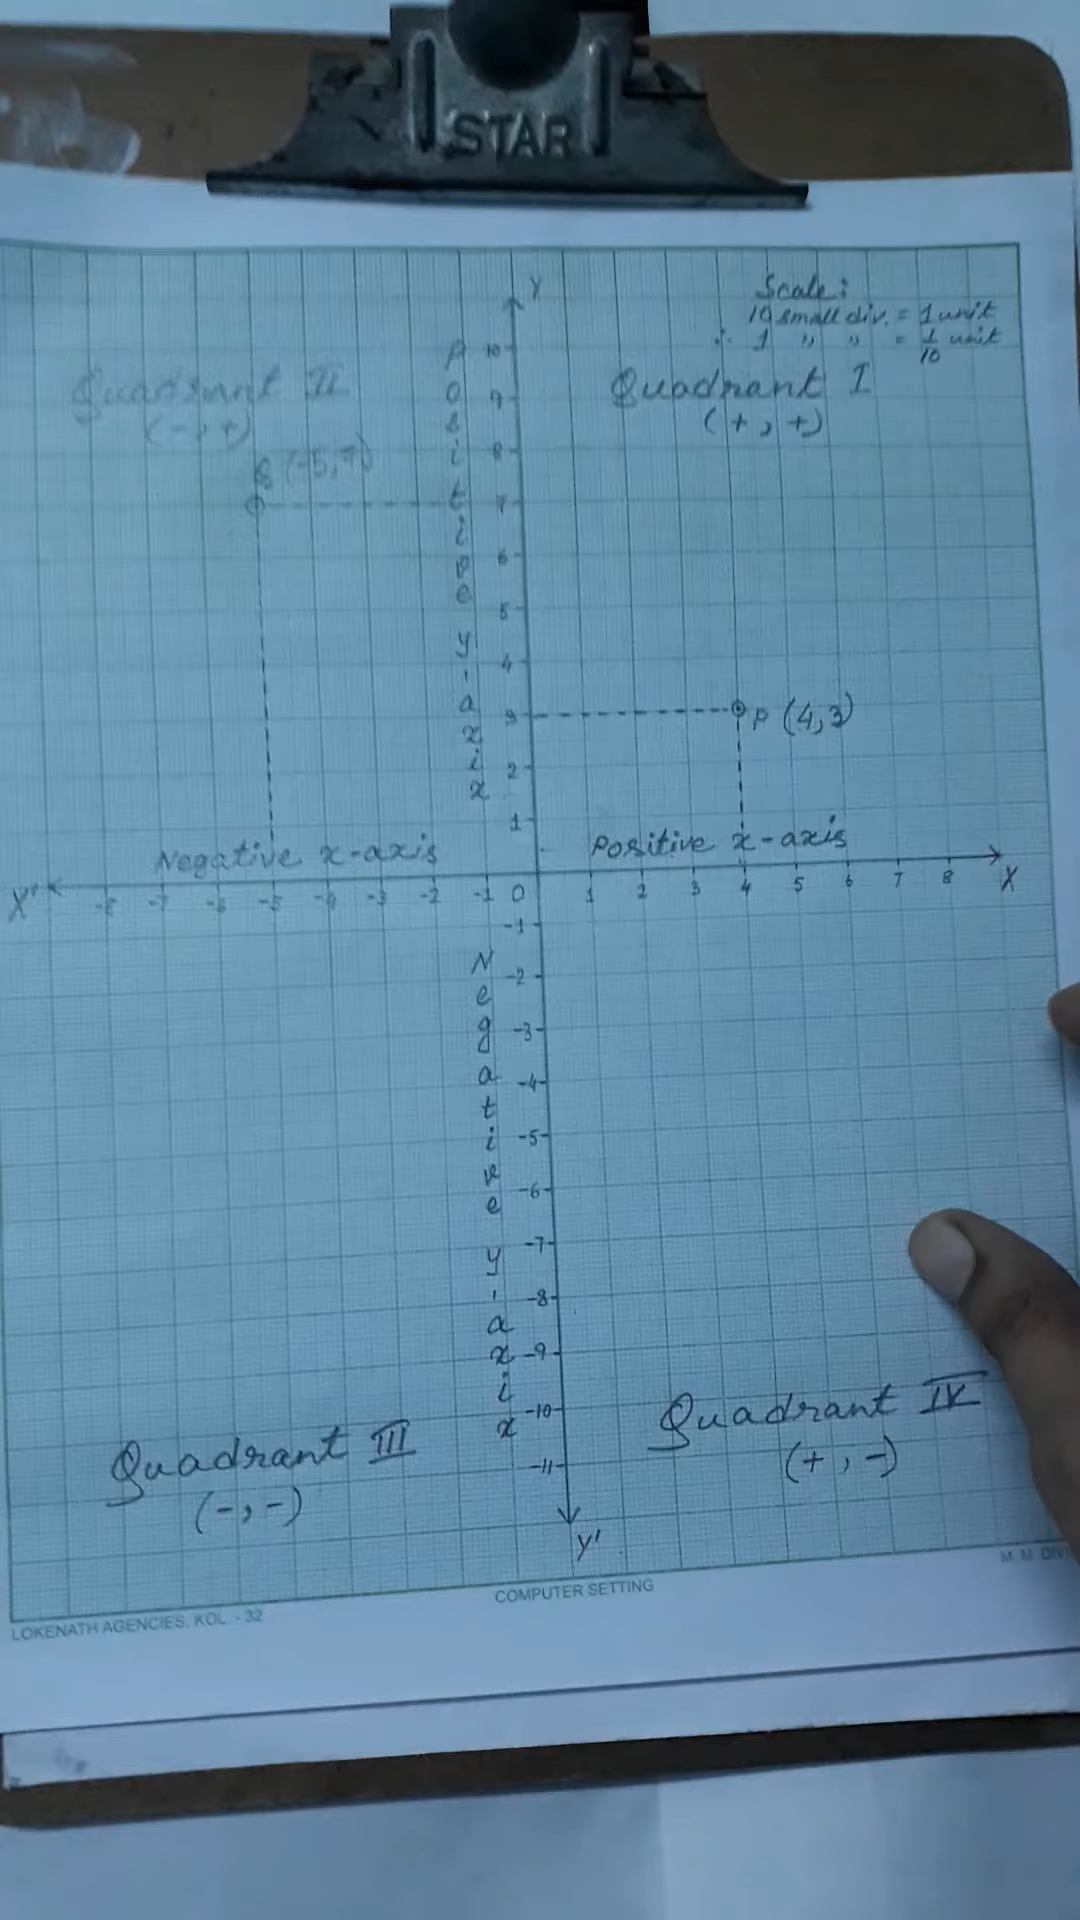 STAR
Y
Scale:
10 small div. = 1 unit
∴ 1 " " = 1/10 unit
Quadrant II
(-,+)
Quadrant I
(+,+)
(-5,7)
P (4,3)
Positive y-axis
10
9
8
7
6
5
4
3
2
1
Negative x-axis
Positive x-axis
X' -8 -7 -6 -5 -4 -3 -2 -1 0 1 2 3 4 5 6 7 8 X
Negative y-axis
-1
-2
-3
-4
-5
-6
-7
-8
-9
-10
-11
Quadrant III
(-,-)
Quadrant IV
(+,-)
Y'
LOKENATH AGENCIES. KOL. - 32
COMPUTER SETTING
M. M. DIV